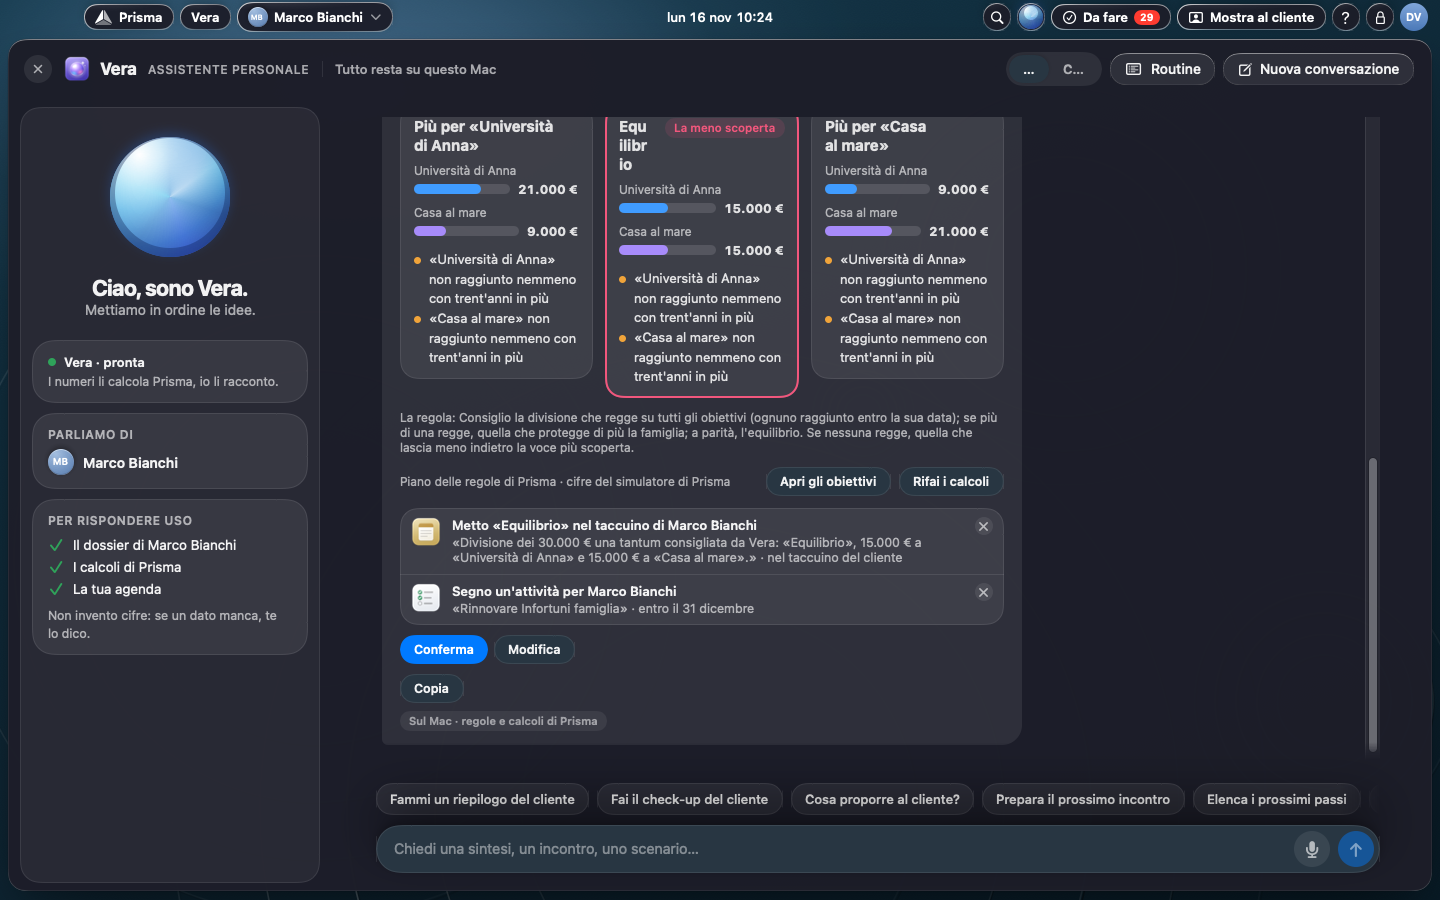 Prisma
Vera
MB
Marco Bianchi
lun 16 nov 10:24
Da fare
29
Mostra al cliente
?
DV
Vera
ASSISTENTE PERSONALE
Tutto resta su questo Mac
...
C...
Routine
Nuova conversazione
Ciao, sono Vera.
Mettiamo in ordine le idee.
Vera · pronta
I numeri li calcola Prisma, io li racconto.
PARLIAMO DI
MB
Marco Bianchi
PER RISPONDERE USO
Il dossier di Marco Bianchi
I calcoli di Prisma
La tua agenda
Non invento cifre: se un dato manca, te
lo dico.
Più per «Università
di Anna»
Università di Anna
21.000 €
Casa al mare
9.000 €
«Università di Anna»
non raggiunto nemmeno
con trent'anni in più
«Casa al mare» non
raggiunto nemmeno con
trent'anni in più
Equ
ilibr
io
La meno scoperta
Università di Anna
15.000 €
Casa al mare
15.000 €
«Università di Anna»
non raggiunto nemmeno
con trent'anni in più
«Casa al mare» non
raggiunto nemmeno con
trent'anni in più
Più per «Casa
al mare»
Università di Anna
9.000 €
Casa al mare
21.000 €
«Università di Anna»
non raggiunto nemmeno
con trent'anni in più
«Casa al mare» non
raggiunto nemmeno con
trent'anni in più
La regola: Consiglio la divisione che regge su tutti gli obiettivi (ognuno raggiunto entro la sua data); se più
di una regge, quella che protegge di più la famiglia; a parità, l'equilibrio. Se nessuna regge, quella che
lascia meno indietro la voce più scoperta.
Piano delle regole di Prisma · cifre del simulatore di Prisma
Apri gli obiettivi
Rifai i calcoli
Metto «Equilibrio» nel taccuino di Marco Bianchi
«Divisione dei 30.000 € una tantum consigliata da Vera: «Equilibrio», 15.000 € a
«Università di Anna» e 15.000 € a «Casa al mare».» · nel taccuino del cliente
Segno un'attività per Marco Bianchi
«Rinnovare Infortuni famiglia» · entro il 31 dicembre
Conferma
Modifica
Copia
Sul Mac · regole e calcoli di Prisma
Fammi un riepilogo del cliente
Fai il check-up del cliente
Cosa proporre al cliente?
Prepara il prossimo incontro
Elenca i prossimi passi
Chiedi una sintesi, un incontro, uno scenario...